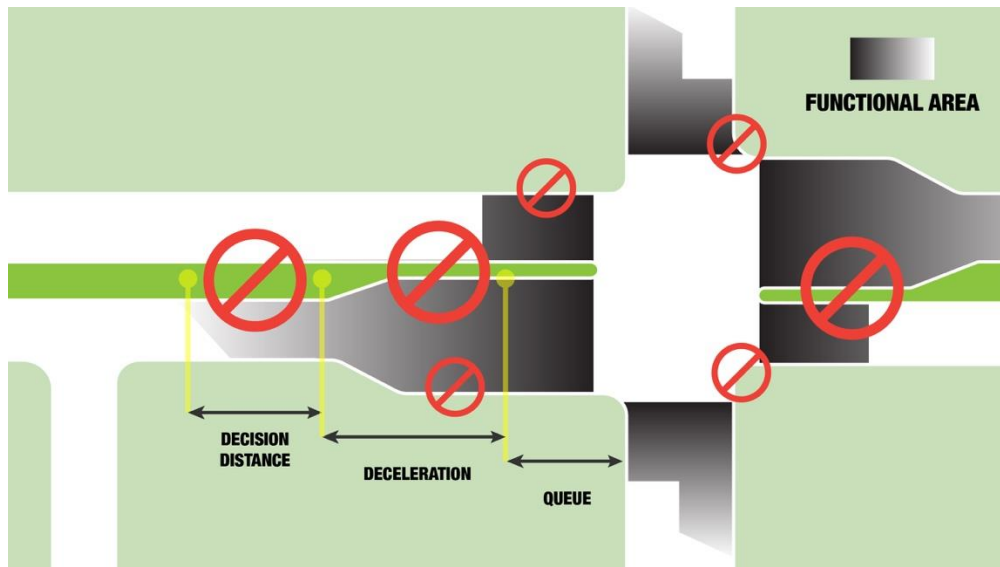 FUNCTIONAL AREA
DECISION
DISTANCE
DECELERATION
QUEUE